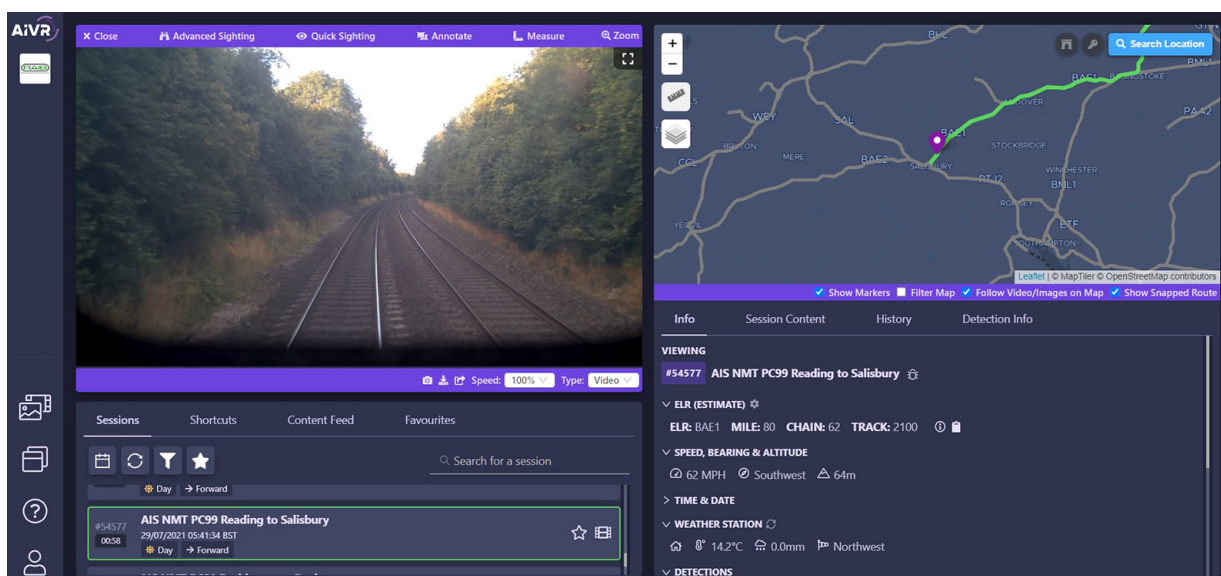 AiVR
RAIB
Close
Advanced Sighting
Quick Sighting
Annotate
Measure
Zoom
Speed: 100%
Type: Video
Sessions
Shortcuts
Content Feed
Favourites
Search for a session
Day
Forward
#54577
00:58
AIS NMT PC99 Reading to Salisbury
29/07/2021 05:41:34 BST
Day
Forward
+
−
Search Location
BHL
BML1
BAE1
BASINGSTOKE
ANDOVER
PAA2
WEY
SAL
BAE1
STOCKBRIDGE
BRUTON
MERE
BAE2
SALISBURY
CCL
RTJ2
WINCHESTER
BML1
ROMSEY
YEOVIL
ETF
SOUTHAMPTON
Leaflet | © MapTiler © OpenStreetMap contributors
Show Markers
Filter Map
Follow Video/Images on Map
Show Snapped Route
Info
Session Content
History
Detection Info
VIEWING
#54577 AIS NMT PC99 Reading to Salisbury
ELR (ESTIMATE)
ELR: BAE1 MILE: 80 CHAIN: 62 TRACK: 2100
SPEED, BEARING & ALTITUDE
62 MPH Southwest 64m
TIME & DATE
WEATHER STATION
14.2°C 0.0mm Northwest
DETECTIONS